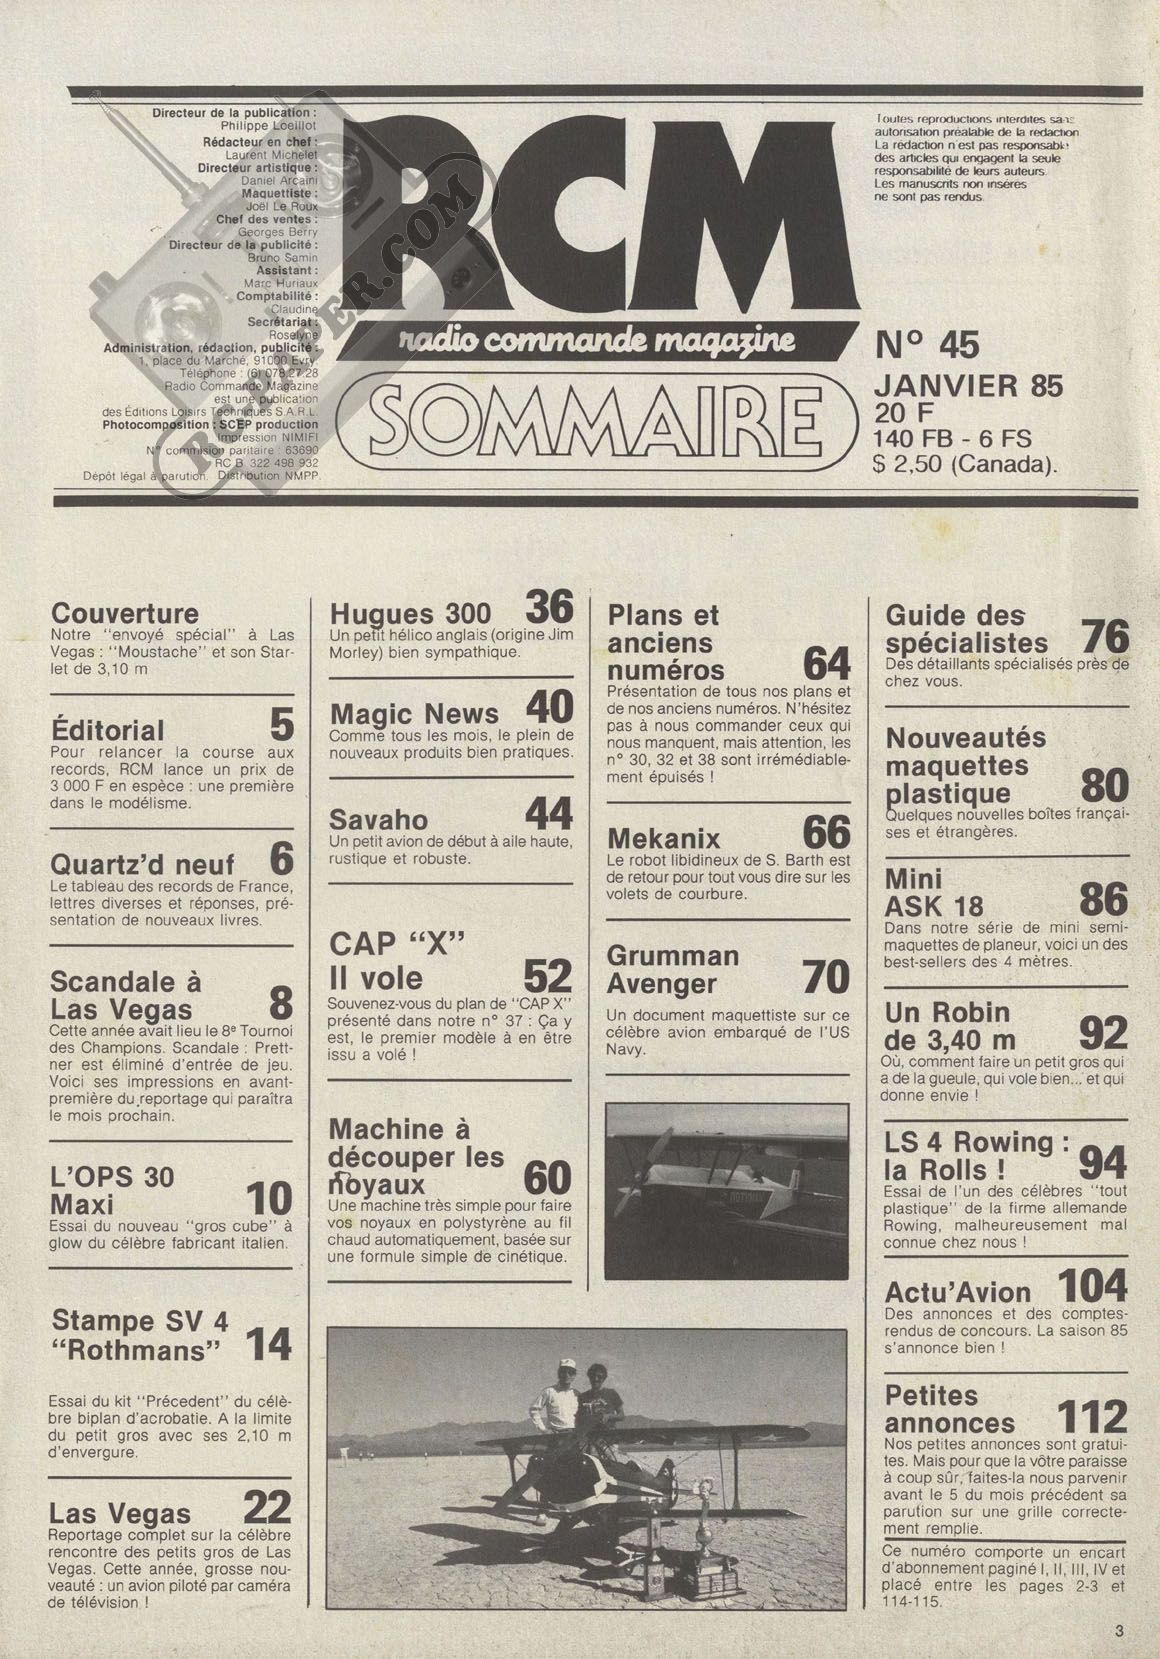 Directeur de la publication :
Philippe Loeillot
Rédacteur en chef :
Laurent Michelet
Directeur artistique :
Daniel Arcaini
Maquettiste :
Joël Le Roux
Chef des ventes :
Georges Berry
Directeur de la publicité :
Bruno Samin
Assistant :
Marc Huriaux
Comptabilité :
Claudine
Secrétariat :
Roselyne
Administration, rédaction, publicité :
1, place du Marché, 91000 Evry.
Téléphone : (6) 078.27.28
Radio Commande Magazine
est une publication
des Éditions Loisirs Techniques S.A.R.L.
Photocomposition : SCEP production
Impression NIMIFI
N° commision paritaire : 63690
RC B 322 498 932
Dépôt légal à parution. Distribution NMPP.
RC-PAPER.COM
RCM
radio commande magazine
SOMMAIRE
Toutes reproductions interdites sans
autorisation préalable de la rédaction.
La rédaction n'est pas responsable
des articles qui engagent la seule
responsabilité de leurs auteurs.
Les manuscrits non insérés
ne sont pas rendus.
N° 45
JANVIER 85
20 F
140 FB - 6 FS
$ 2,50 (Canada).
Couverture
Notre "envoyé spécial" à Las
Vegas : "Moustache" et son Star-
let de 3,10 m
Éditorial 5
Pour relancer la course aux
records, RCM lance un prix de
3 000 F en espèce : une première
dans le modélisme.
Quartz'd neuf 6
Le tableau des records de France,
lettres diverses et réponses, pré-
sentation de nouveaux livres.
Scandale à
Las Vegas 8
Cette année avait lieu le 8e Tournoi
des Champions. Scandale : Prett-
ner est éliminé d'entrée de jeu.
Voici ses impressions en avant-
première du reportage qui paraîtra
le mois prochain.
L'OPS 30
Maxi 10
Essai du nouveau "gros cube" à
glow du célèbre fabricant italien.
Stampe SV 4
"Rothmans" 14
Essai du kit "Précedent" du célè-
bre biplan d'acrobatie. A la limite
du petit gros avec ses 2,10 m
d'envergure.
Las Vegas 22
Reportage complet sur la célèbre
rencontre des petits gros de Las
Vegas. Cette année, grosse nou-
veauté : un avion piloté par caméra
de télévision !
Hugues 300 36
Un petit hélico anglais (origine Jim
Morley) bien sympathique.
Magic News 40
Comme tous les mois, le plein de
nouveaux produits bien pratiques.
Savaho 44
Un petit avion de début à aile haute,
rustique et robuste.
CAP "X"
Il vole 52
Souvenez-vous du plan de "CAP X"
présenté dans notre n° 37 : Ça y
est, le premier modèle à en être
issu a volé !
Machine à
découper les
noyaux 60
Une machine très simple pour faire
vos noyaux en polystyrène au fil
chaud automatiquement, basée sur
une formule simple de cinétique.
Plans et
anciens
numéros 64
Présentation de tous nos plans et
de nos anciens numéros. N'hésitez
pas à nous commander ceux qui
nous manquent, mais attention, les
n° 30, 32 et 38 sont irrémédiable-
ment épuisés !
Mekanix 66
Le robot libidineux de S. Barth est
de retour pour tout vous dire sur les
volets de courbure.
Grumman
Avenger 70
Un document maquettiste sur ce
célèbre avion embarqué de l'US
Navy.
Guide des
spécialistes 76
Des détaillants spécialisés près de
chez vous.
Nouveautés
maquettes
plastique 80
Quelques nouvelles boîtes françai-
ses et étrangères.
Mini
ASK 18 86
Dans notre série de mini semi-
maquettes de planeur, voici un des
best-sellers des 4 mètres.
Un Robin
de 3,40 m 92
Où, comment faire un petit gros qui
a de la gueule, qui vole bien... et qui
donne envie !
LS 4 Rowing :
la Rolls ! 94
Essai de l'un des célèbres "tout
plastique" de la firme allemande
Rowing, malheureusement mal
connue chez nous !
Actu'Avion 104
Des annonces et des comptes-
rendus de concours. La saison 85
s'annonce bien !
Petites
annonces 112
Nos petites annonces sont gratui-
tes. Mais pour que la vôtre paraisse
à coup sûr, faites-la nous parvenir
avant le 5 du mois précédent sa
parution sur une grille correcte-
ment remplie.
Ce numéro comporte un encart
d'abonnement paginé I, II, III, IV et
placé entre les pages 2-3 et
114-115.
3